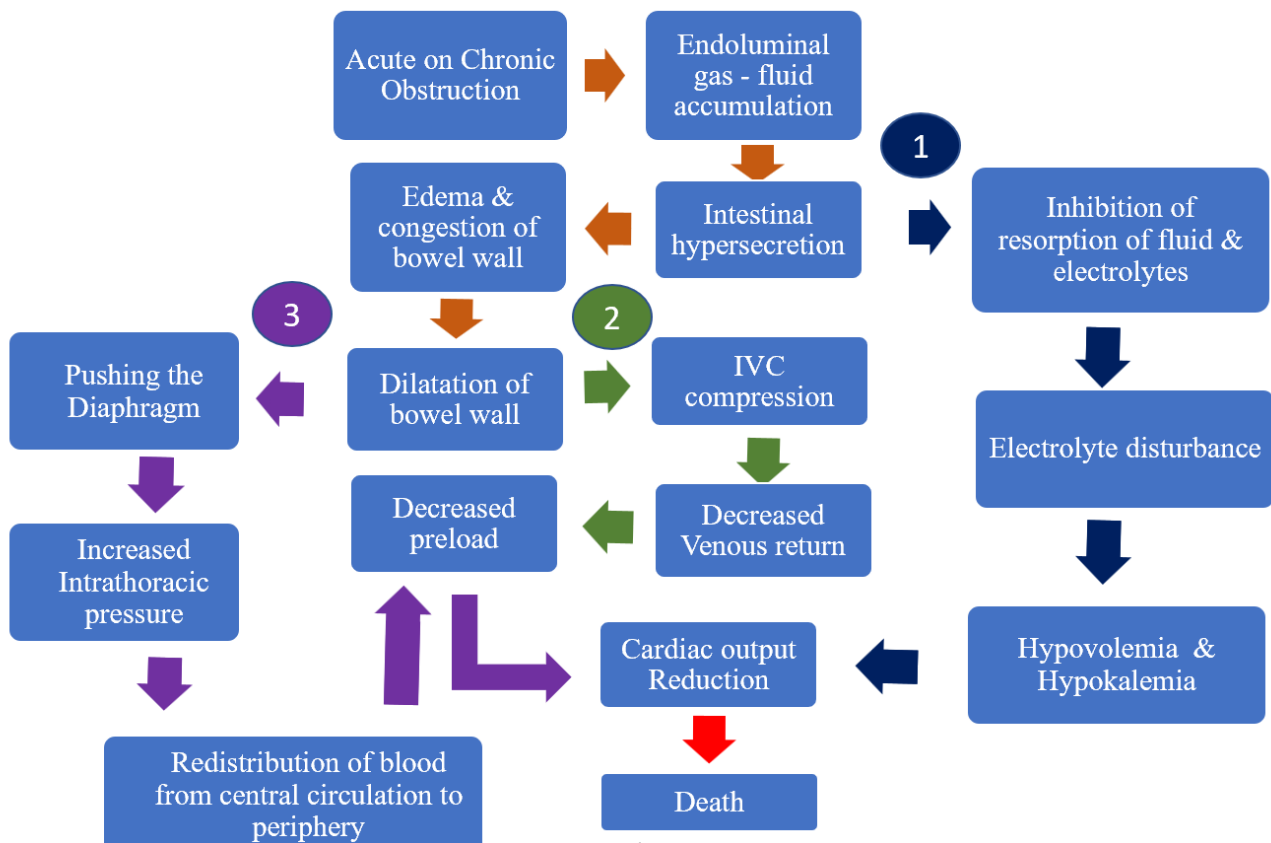 Acute on Chronic
Obstruction
Endoluminal
gas - fluid
accumulation
1
Edema &
congestion of
bowel wall
Intestinal
hypersecretion
Inhibition of
resorption of fluid &
electrolytes
3
2
Pushing the
Diaphragm
Dilatation of
bowel wall
IVC
compression
Electrolyte disturbance
Decreased
preload
Decreased
Venous return
Increased
Intrathoracic
pressure
Cardiac output
Reduction
Hypovolemia &
Hypokalemia
Redistribution of blood
from central circulation to
periphery
Death